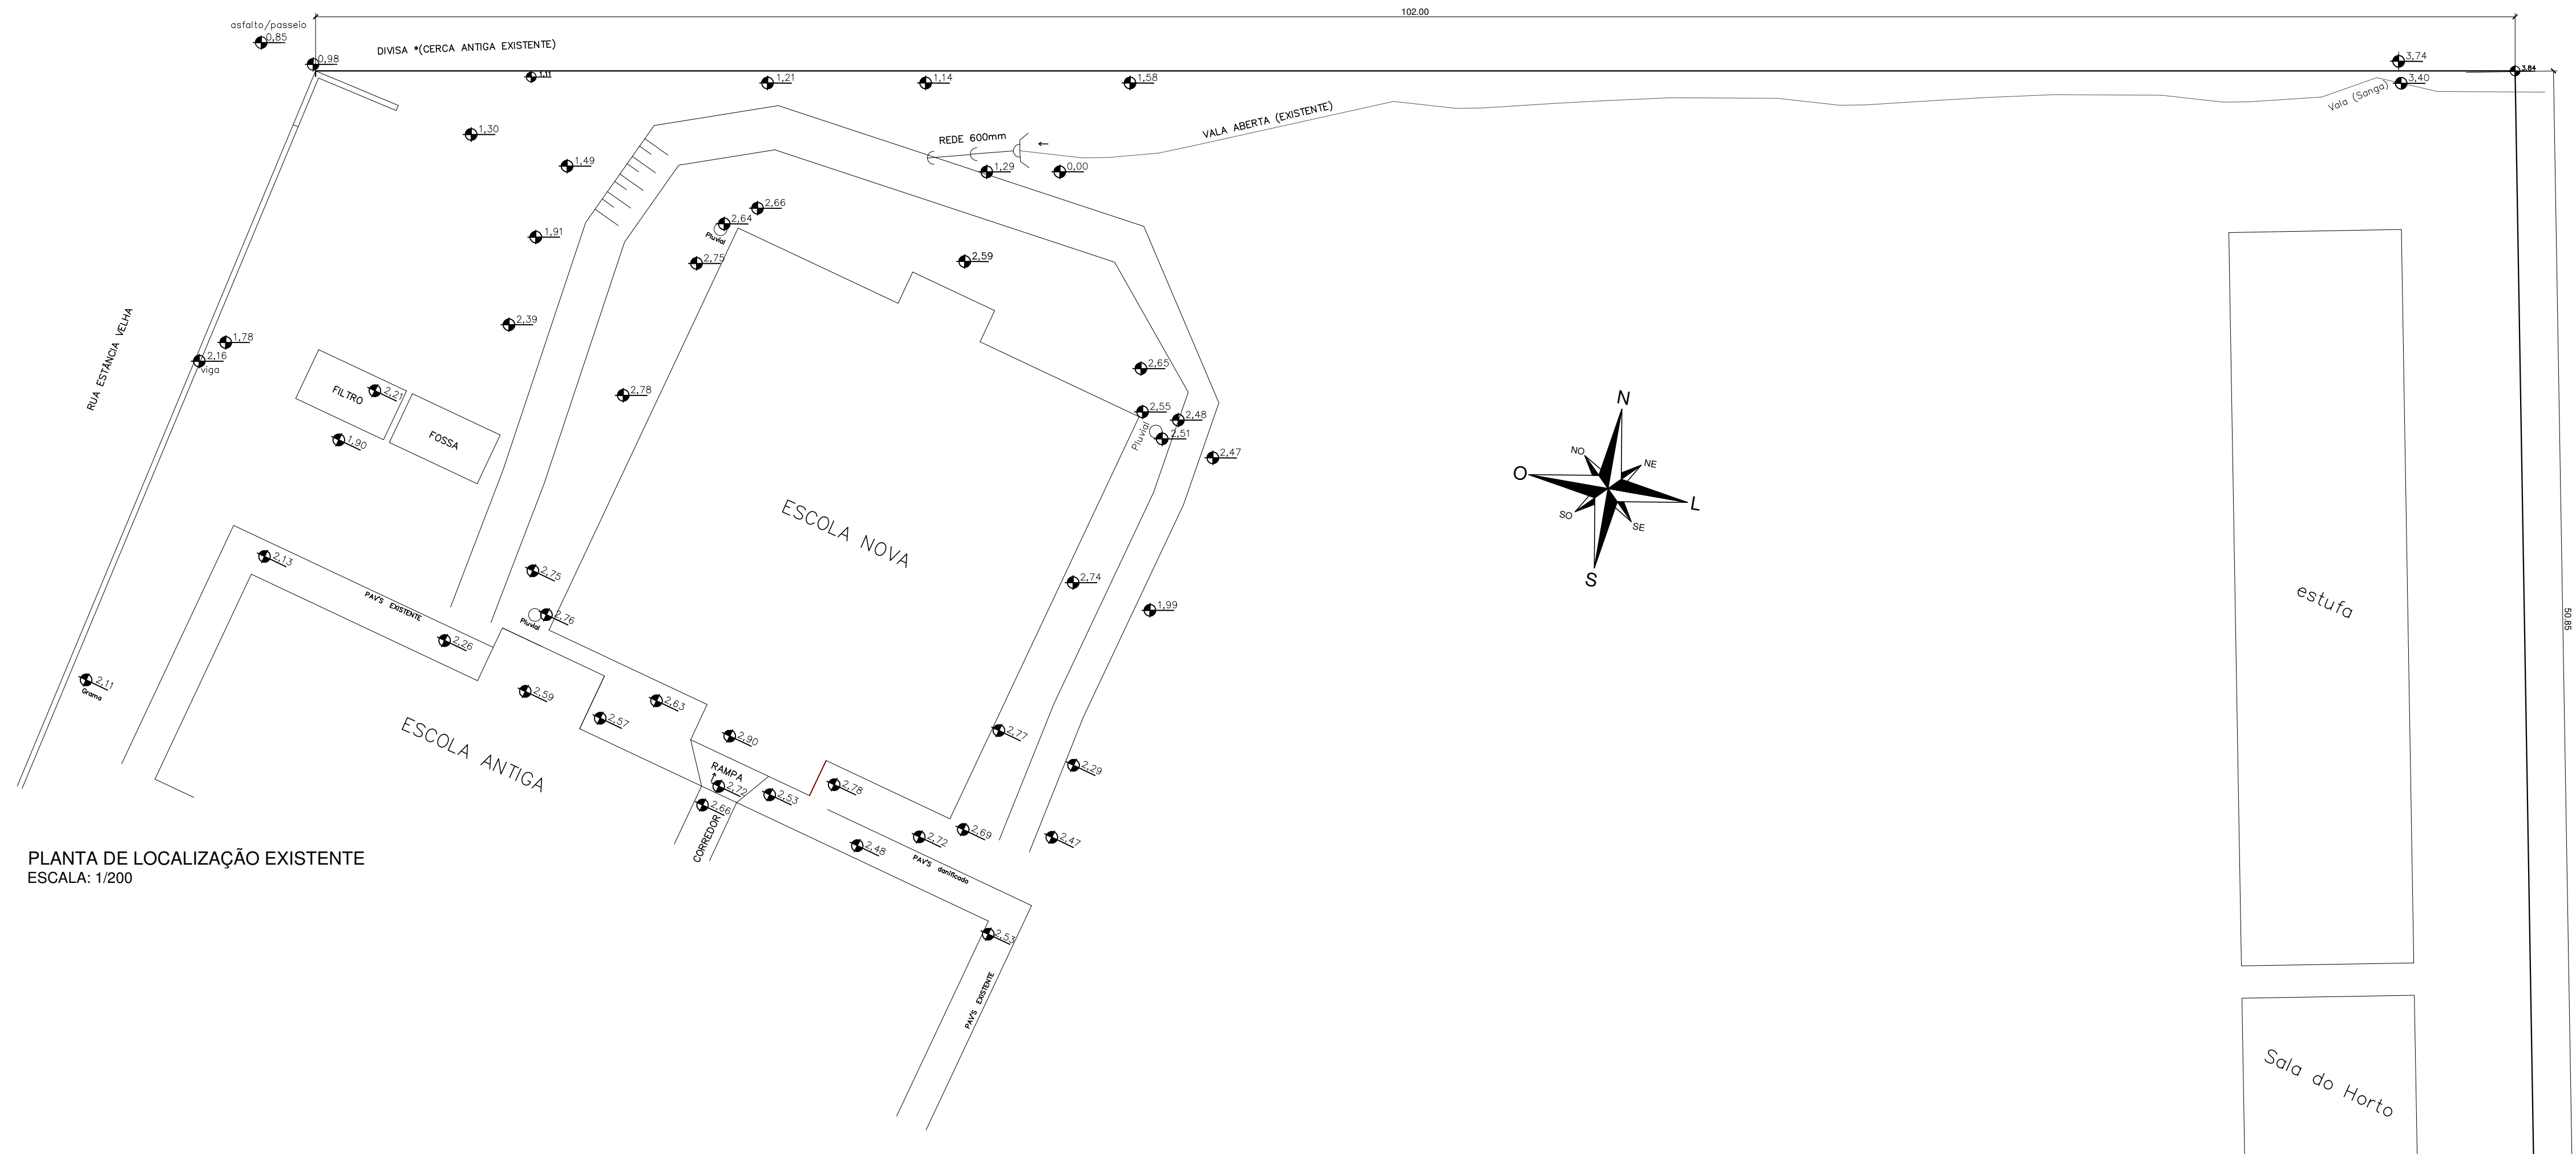 102.00
asfalto/passeio
0,85
DIVISA *(CERCA ANTIGA EXISTENTE)
0,98
1,11
1,21
1,14
1,58
3,74
3,84
3,40
Vala (Sanga)
VALA ABERTA (EXISTENTE)
REDE 600mm
1,30
1,49
1,29
0,00
2,66
2,64
Pluvial
1,91
2,75
2,59
2,39
RUA ESTÂNCIA VELHA
1,78
2,16
viga
2,65
FILTRO
2,21
2,78
2,55
2,48
2,51
Pluvial
2,47
1,90
FOSSA
N
NO
NE
O
L
SO
SE
S
ESCOLA NOVA
2,13
2,75
2,74
PAV'S EXISTENTE
2,76
Pluvial
1,99
estufa
50.85
2,26
2,11
Grama
2,59
2,63
2,57
ESCOLA ANTIGA
2,90
2,77
RAMPA
2,72
2,53
2,78
2,29
2,66
CORREDOR
2,69
2,72
2,47
2,48
PAV'S danificado
PLANTA DE LOCALIZAÇÃO EXISTENTE
ESCALA: 1/200
2,53
PAV'S EXISTENTE
Sala do Horto